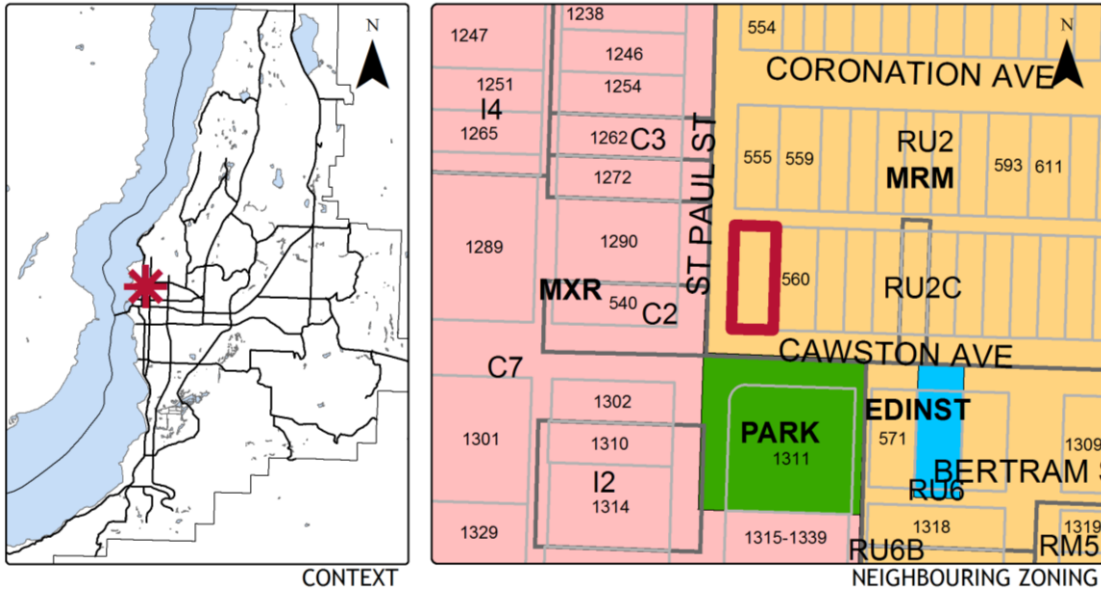 N
CONTEXT
N
1238
554
1247
1246
CORONATION AVE
1251
1254
I4
ST PAUL ST
1265
1262 C3
RU2
555 559
593 611
MRM
1272
1289
1290
560
RU2C
MXR 540
C2
CAWSTON AVE
C7
1302
EDINST
1301
1310
PARK
571
1309
1311
BERTRAM S
I2
RU6
1314
1329
1315-1339
1318
1319
RU6B
RM5
NEIGHBOURING ZONING